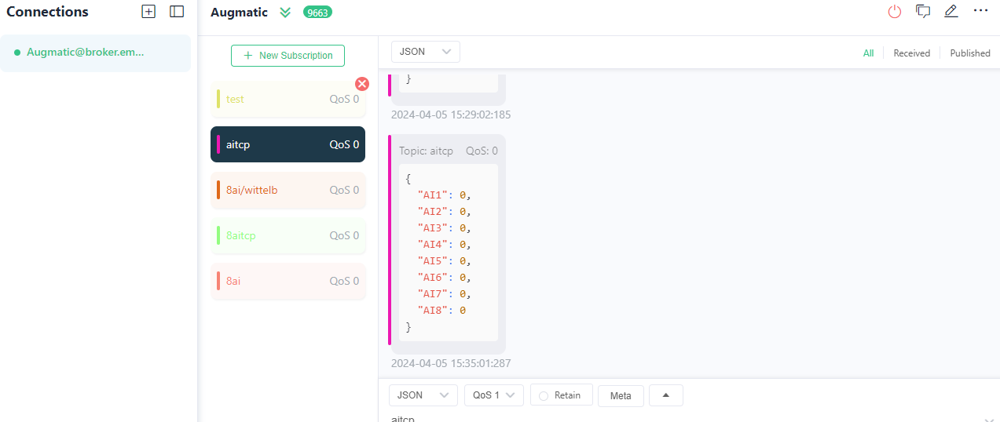 Connections
Augmatic@broker.em...
Augmatic 9663
New Subscription
test QoS 0
aitcp QoS 0
8ai/wittelb QoS 0
8aitcp QoS 0
8ai QoS 0
JSON
All Received Published
}
2024-04-05 15:29:02:185
Topic: aitcp QoS: 0
{
"AI1": 0,
"AI2": 0,
"AI3": 0,
"AI4": 0,
"AI5": 0,
"AI6": 0,
"AI7": 0,
"AI8": 0
}
2024-04-05 15:35:01:287
JSON QoS 1 Retain Meta
aitcp